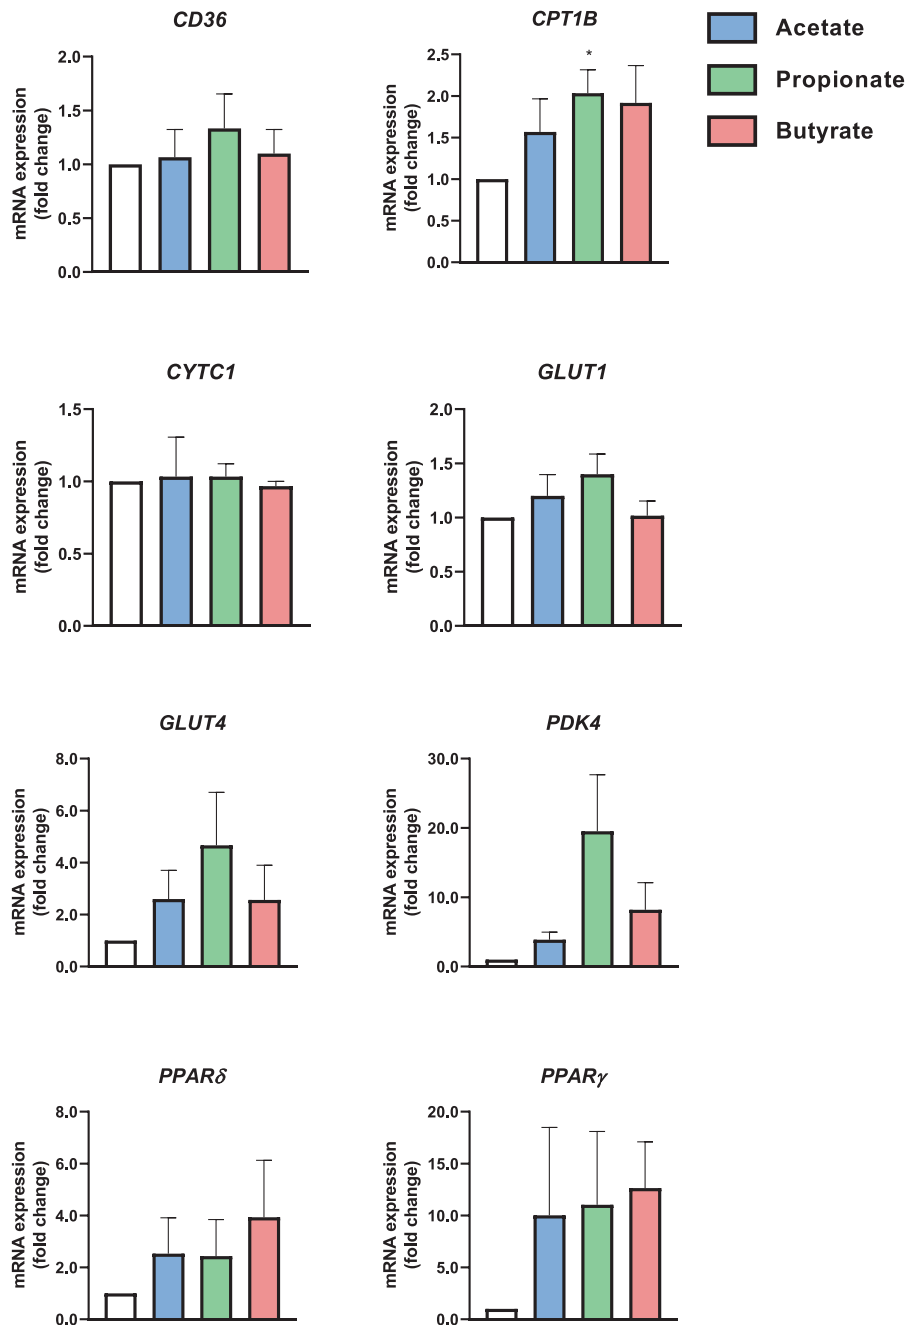 CD36
mRNA expression
(fold change)
2.0
1.5
1.0
0.5
0.0
CPT1B
mRNA expression
(fold change)
2.5
2.0
1.5
1.0
0.5
0.0
*
Acetate
Propionate
Butyrate
CYTC1
mRNA expression
(fold change)
1.5
1.0
0.5
0.0
GLUT1
mRNA expression
(fold change)
2.0
1.5
1.0
0.5
0.0
GLUT4
mRNA expression
(fold change)
8.0
6.0
4.0
2.0
0.0
PDK4
mRNA expression
(fold change)
30.0
20.0
10.0
0.0
PPARδ
mRNA expression
(fold change)
8.0
6.0
4.0
2.0
0.0
PPARγ
mRNA expression
(fold change)
20.0
15.0
10.0
5.0
0.0